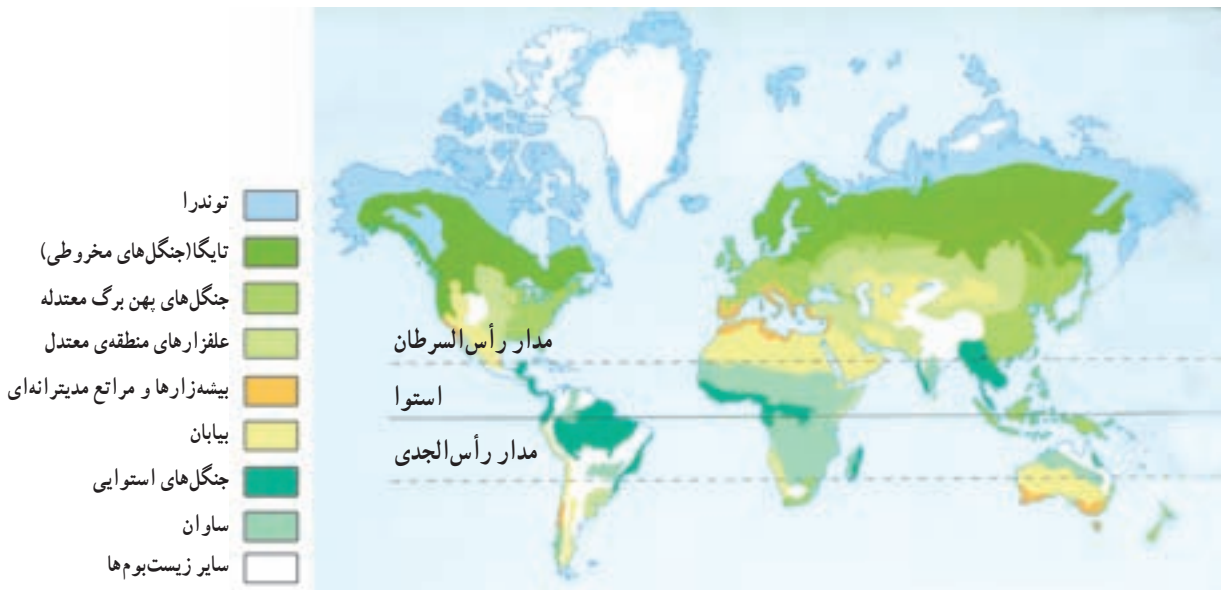 توندرا
تایگا(جنگل‌های مخروطی)
جنگل‌های پهن برگ معتدله
علفزارهای منطقه‌ی معتدل
بیشه‌زارها و مراتع مدیترانه‌ای
بیابان
جنگل‌های استوایی
ساوان
سایر زیست‌بوم‌ها
مدار رأس‌السرطان
استوا
مدار رأس‌الجدی